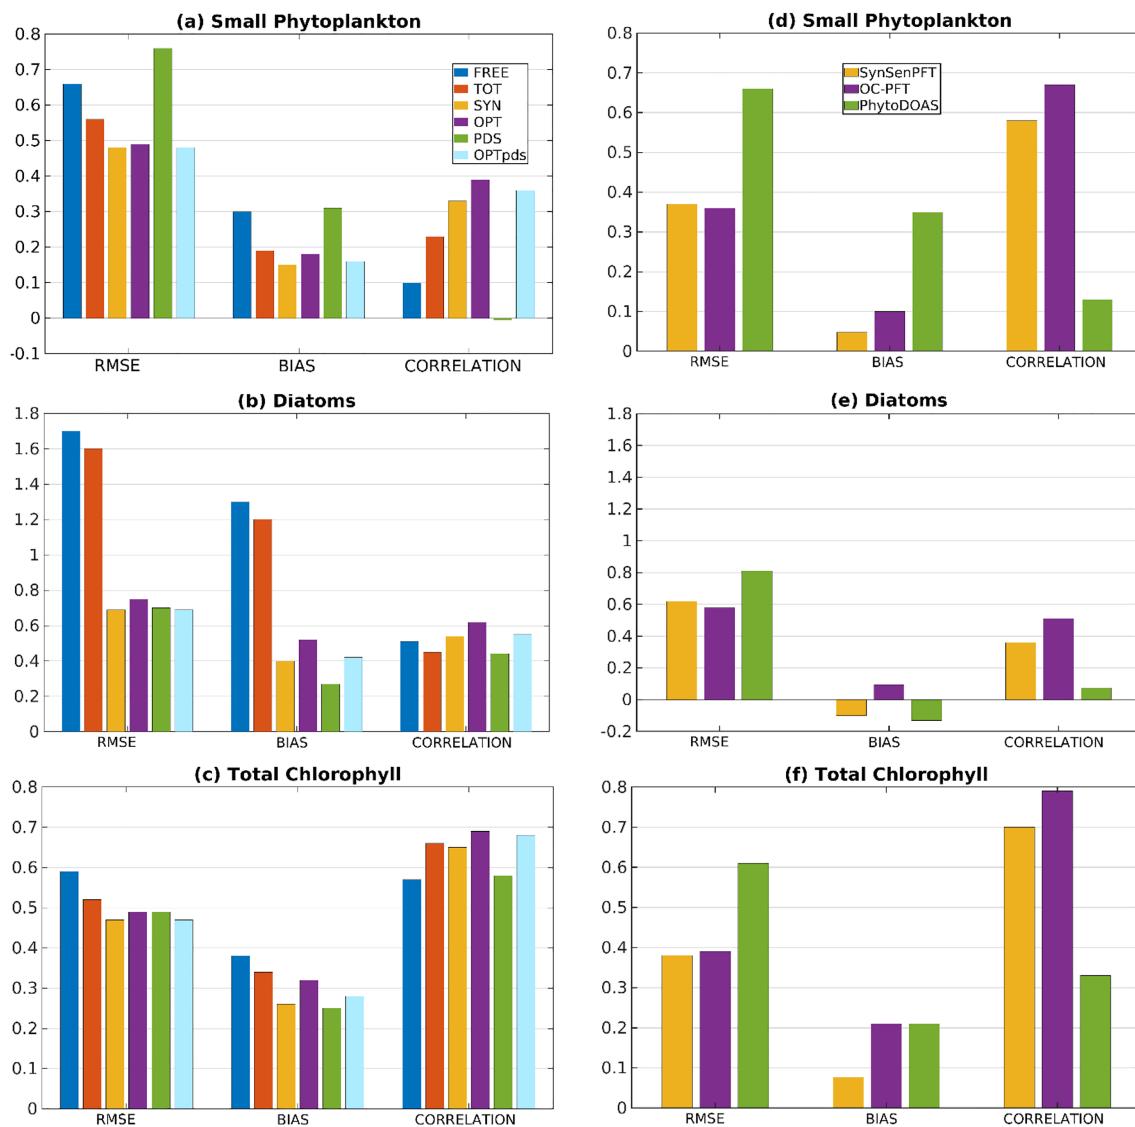 (a) Small Phytoplankton
0.8
0.7
0.6
0.5
0.4
0.3
0.2
0.1
0
-0.1
FREE
TOT
SYN
OPT
PDS
OPTpds
RMSE BIAS CORRELATION
(d) Small Phytoplankton
0.8
0.7
0.6
0.5
0.4
0.3
0.2
0.1
0
SynSenPFT
OC-PFT
PhytoDOAS
RMSE BIAS CORRELATION
(b) Diatoms
1.8
1.6
1.4
1.2
1
0.8
0.6
0.4
0.2
0
RMSE BIAS CORRELATION
(e) Diatoms
1.8
1.6
1.4
1.2
1
0.8
0.6
0.4
0.2
0
-0.2
RMSE BIAS CORRELATION
(c) Total Chlorophyll
0.8
0.7
0.6
0.5
0.4
0.3
0.2
0.1
0
RMSE BIAS CORRELATION
(f) Total Chlorophyll
0.8
0.7
0.6
0.5
0.4
0.3
0.2
0.1
0
RMSE BIAS CORRELATION